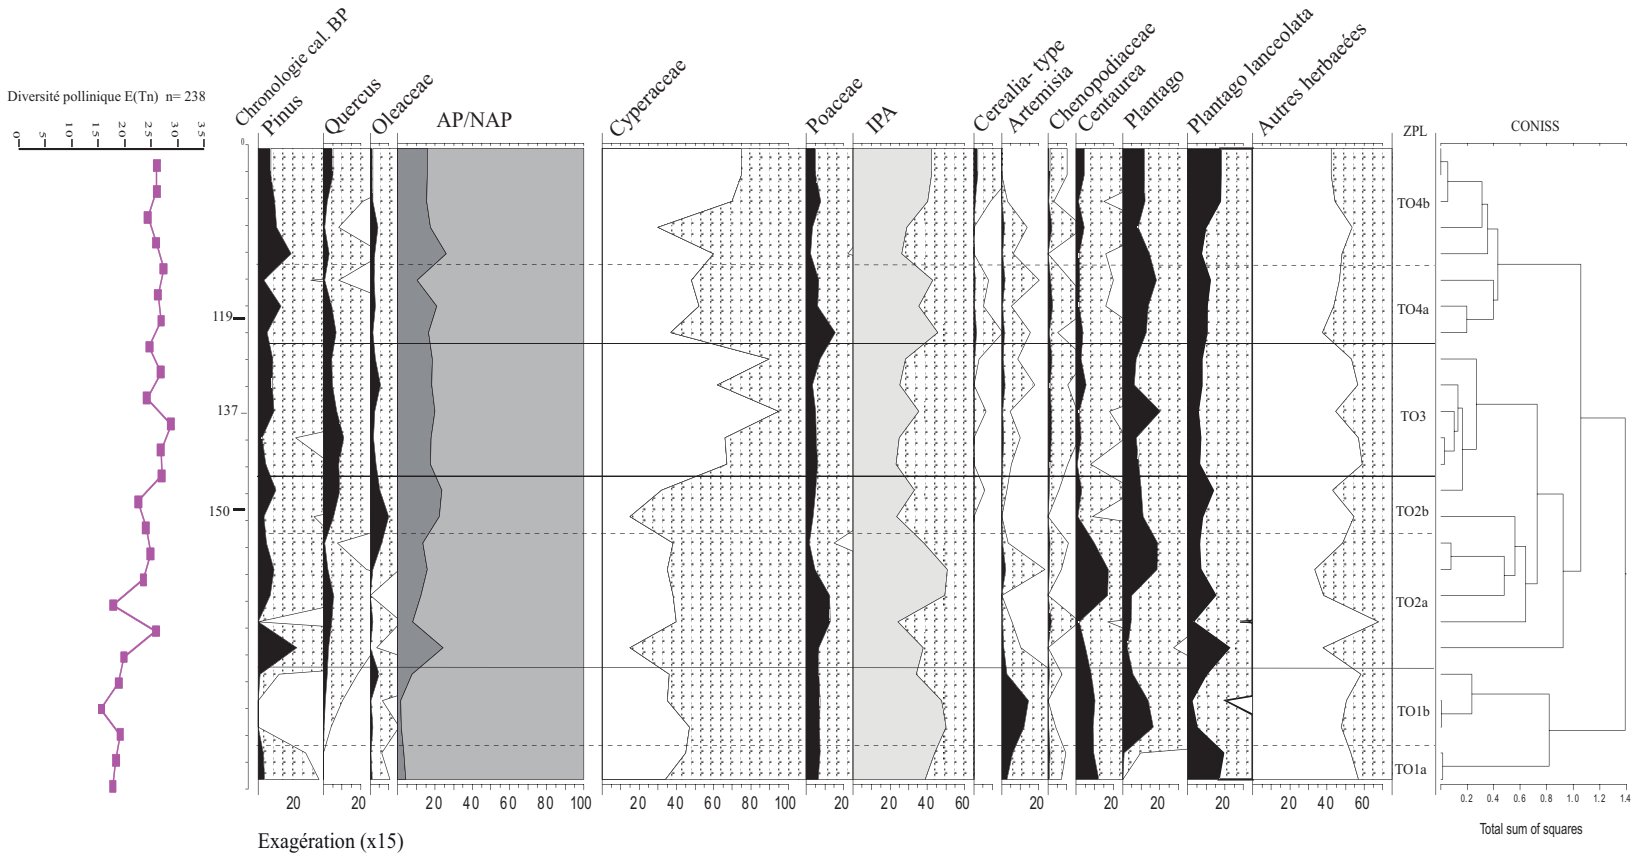 Diversité pollinique E(Tn) n= 238
0 5 10 15 20 25 30 35
Chronologie cal. BP
Pinus
Quercus
Oleaceae
AP/NAP
Cyperaceae
Poaceae
IPA
Cerealia- type
Artemisia
Chenopodiaceae
Centaurea
Plantago
Plantago lanceolata
Autres herbaeées
ZPL
CONISS
0
119
137
150
TO4b
TO4a
TO3
TO2b
TO2a
TO1b
TO1a
20 20 20 40 60 80 100 20 40 60 80 100 20 20 40 60 20 20 20 20 20 40 60
0.2 0.4 0.6 0.8 1.0 1.2 1.4
Total sum of squares
Exagération (x15)